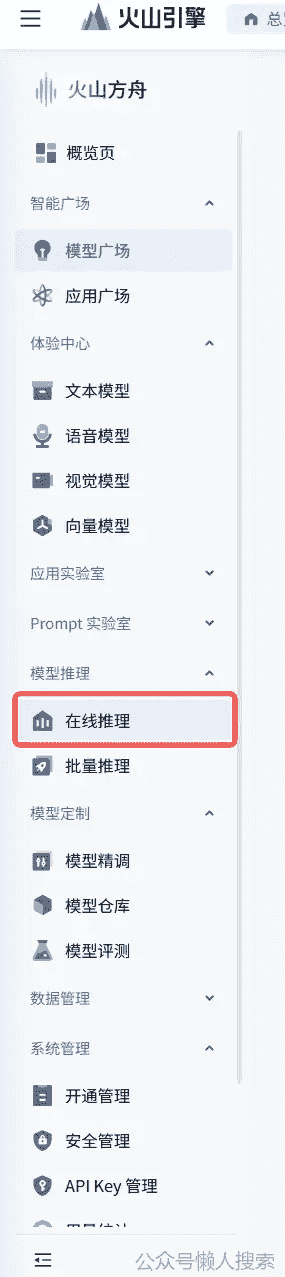 火山引擎
总
火山方舟
概览页
智能广场
模型广场
应用广场
体验中心
文本模型
语音模型
视觉模型
向量模型
应用实验室
Prompt 实验室
模型推理
在线推理
批量推理
模型定制
模型精调
模型仓库
模型评测
数据管理
系统管理
开通管理
安全管理
API Key 管理
公众号懒人搜索